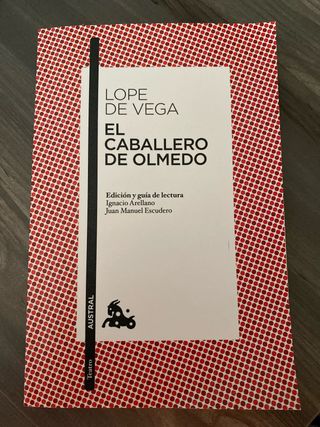 LOPE
DE VEGA
EL
CABALLERO
DE OLMEDO
Edición y guía de lectura
Ignacio Arellano
Juan Manuel Escudero
AUSTRAL
Teatro